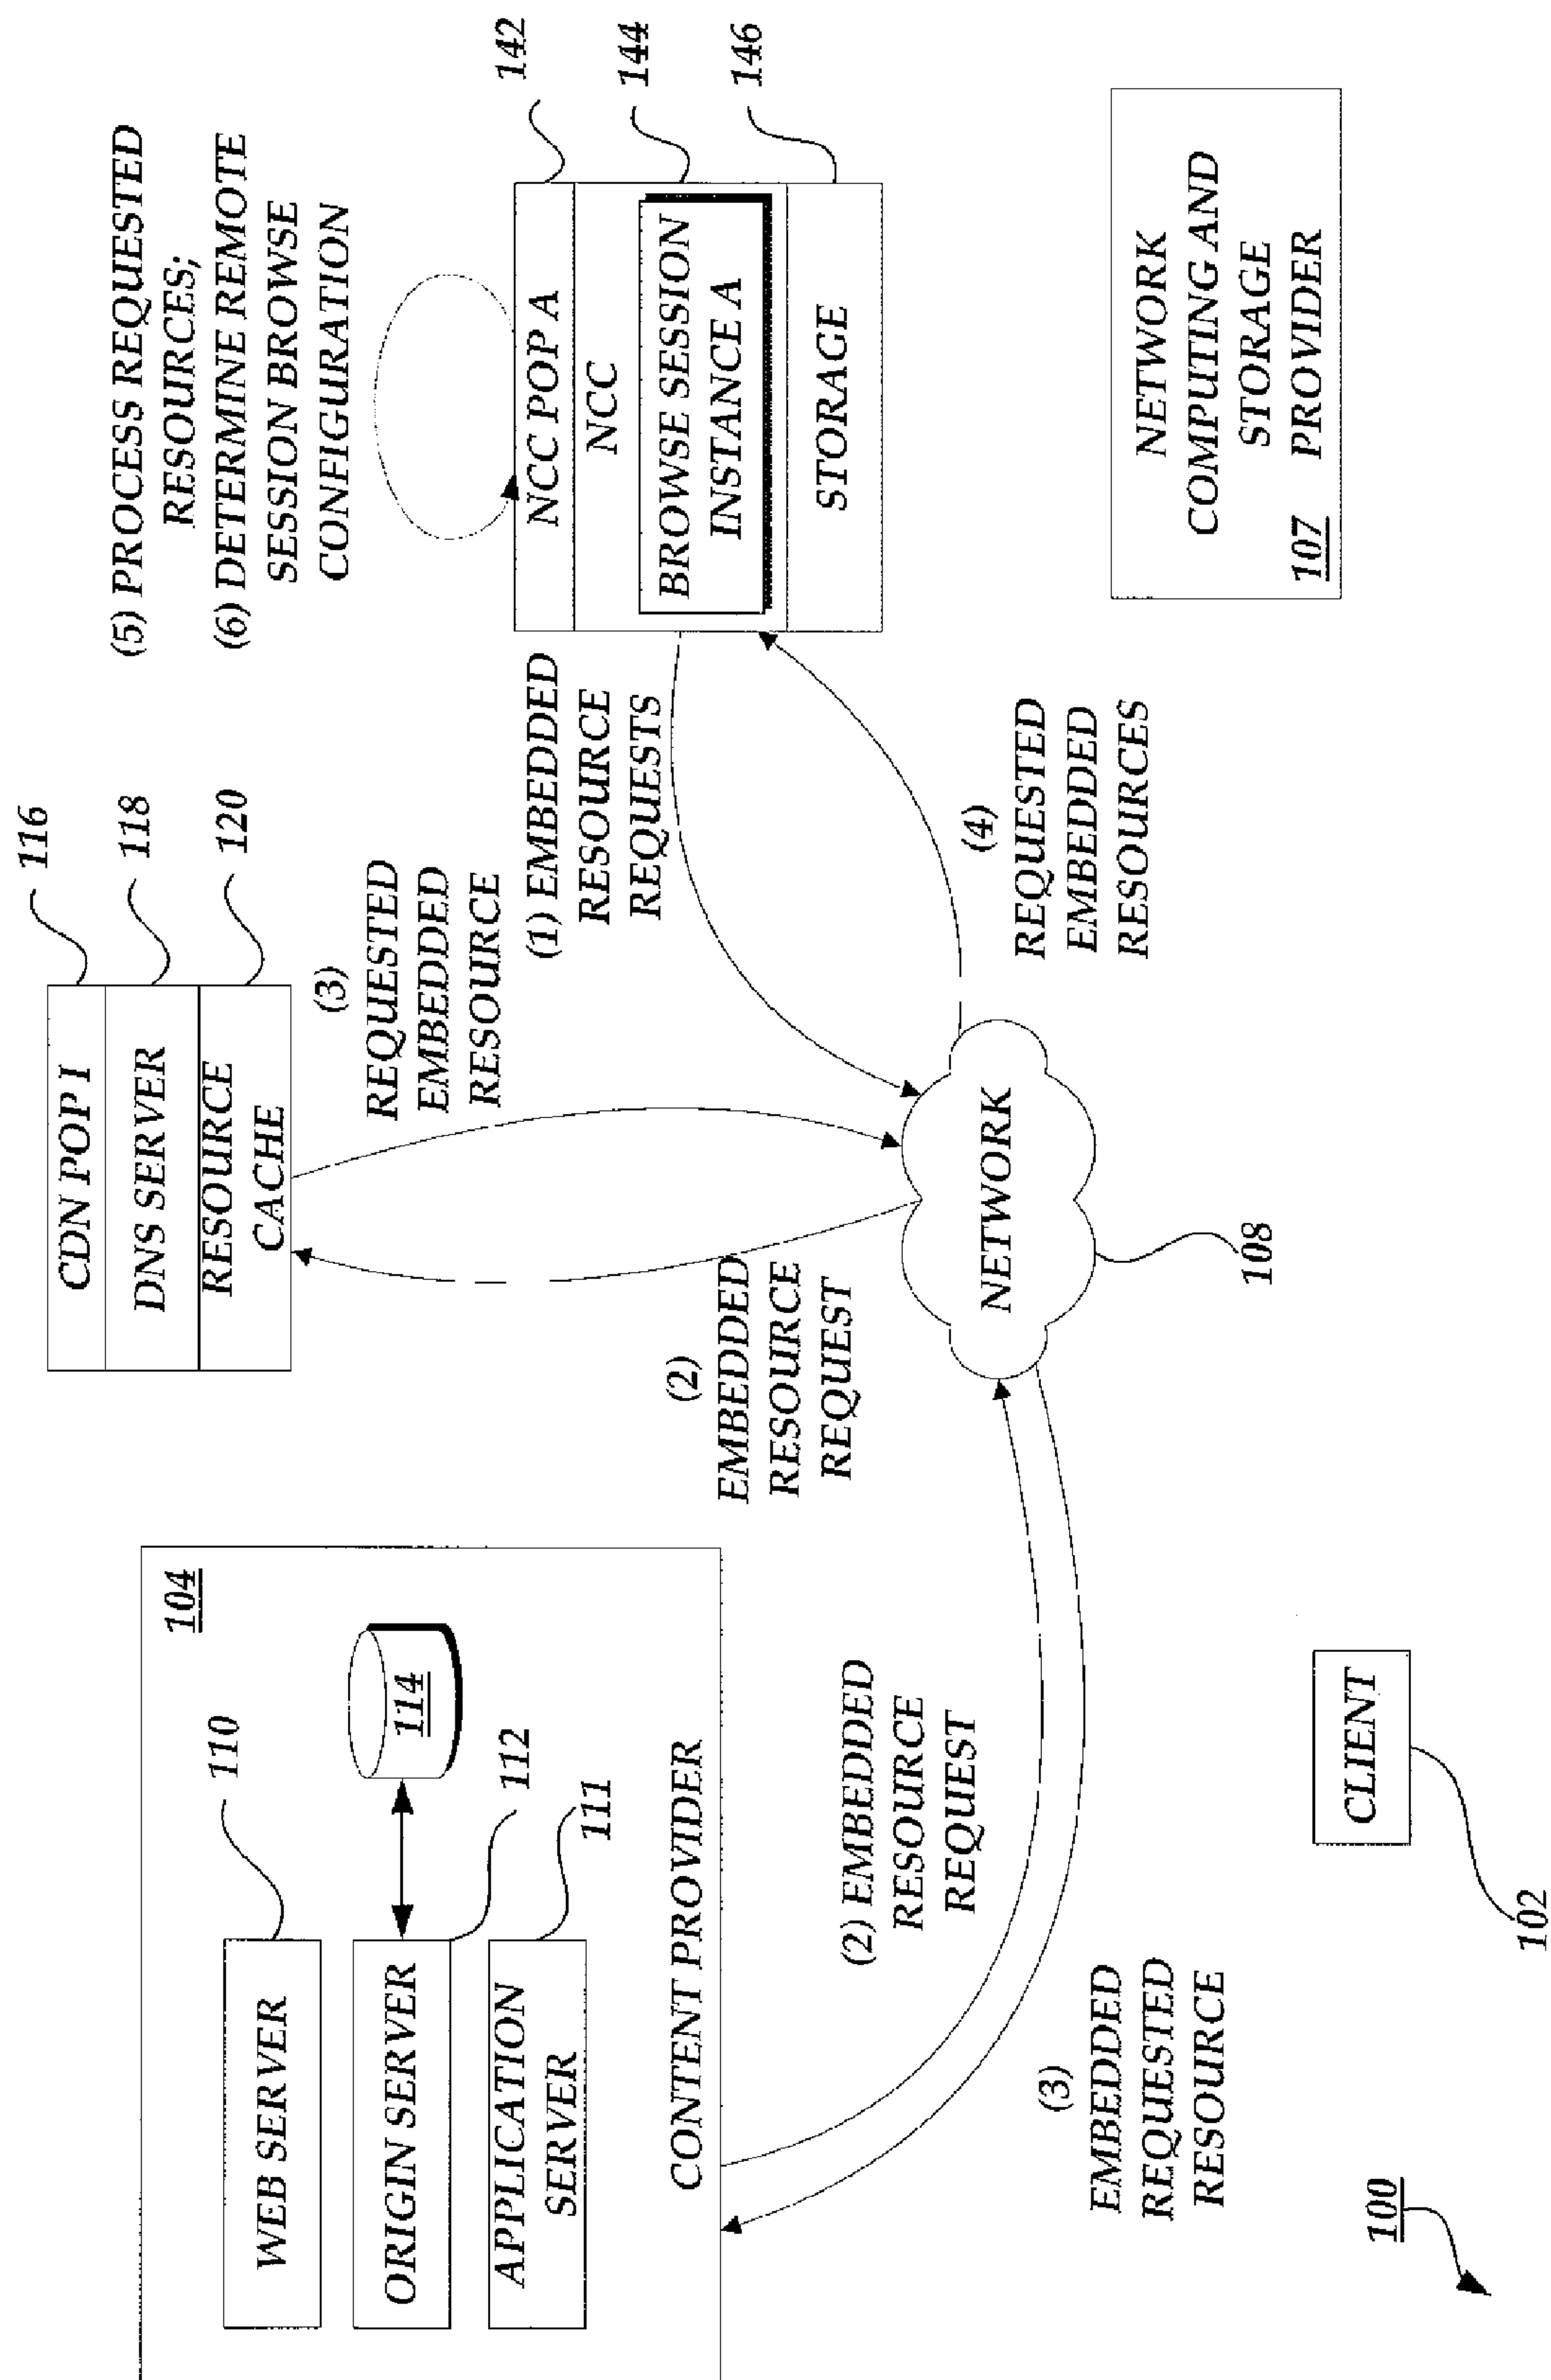 104
WEB SERVER
110
ORIGIN SERVER
114
112
APPLICATION
SERVER
111
CONTENT PROVIDER
CDN POP I
116
DNS SERVER
118
RESOURCE
CACHE
120
(5) PROCESS REQUESTED
RESOURCES;
(6) DETERMINE REMOTE
SESSION BROWSE
CONFIGURATION
(3)
REQUESTED
EMBEDDED
RESOURCE
(1) EMBEDDED
RESOURCE
REQUESTS
NCC POP A
142
NCC
BROWSE SESSION
INSTANCE A
144
STORAGE
146
(2)
EMBEDDED
RESOURCE
REQUEST
(2) EMBEDDED
RESOURCE
REQUEST
NETWORK
108
(4)
REQUESTED
EMBEDDED
RESOURCES
(3)
EMBEDDED
REQUESTED
RESOURCE
NETWORK
COMPUTING AND
STORAGE
107 PROVIDER
CLIENT
102
100